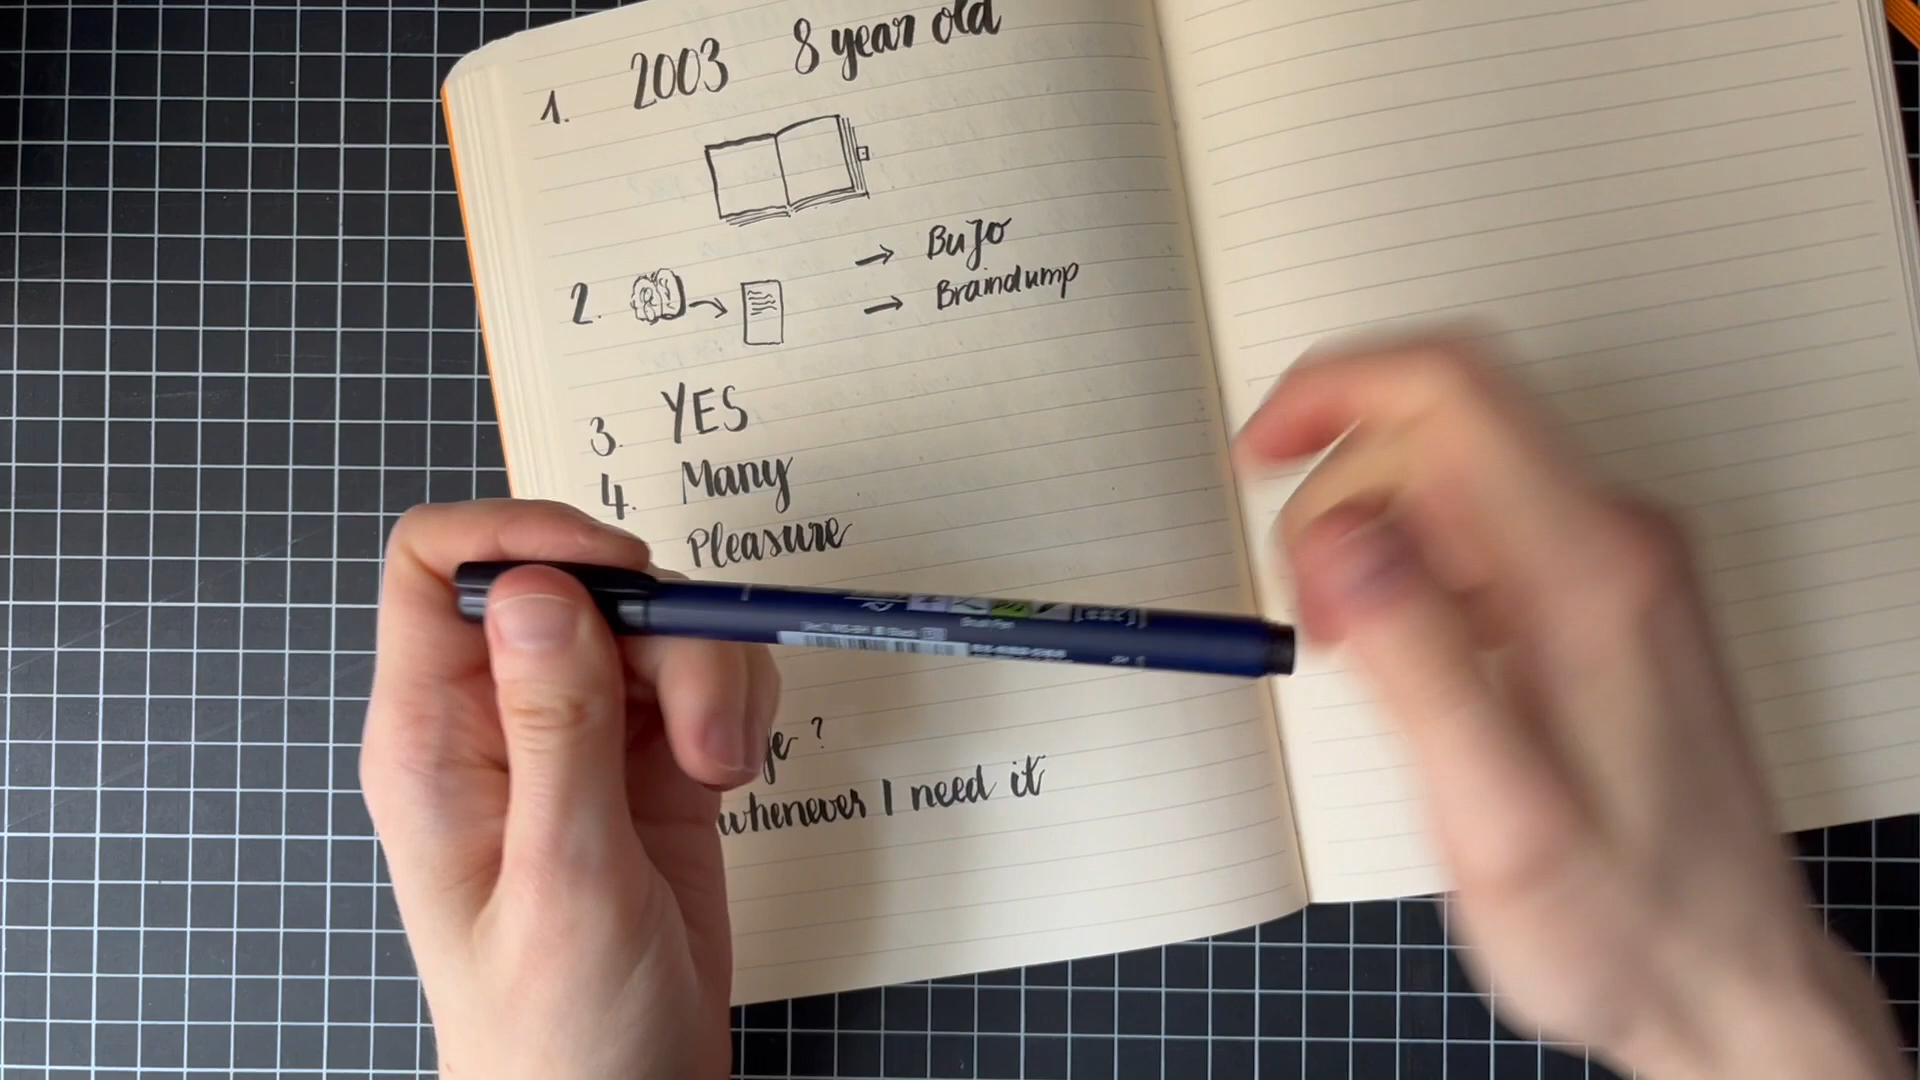 1. 2003 8 year old
2. → BuJo
→ Braindump
3. YES
4. Many
Pleasure
?
whenever I need it